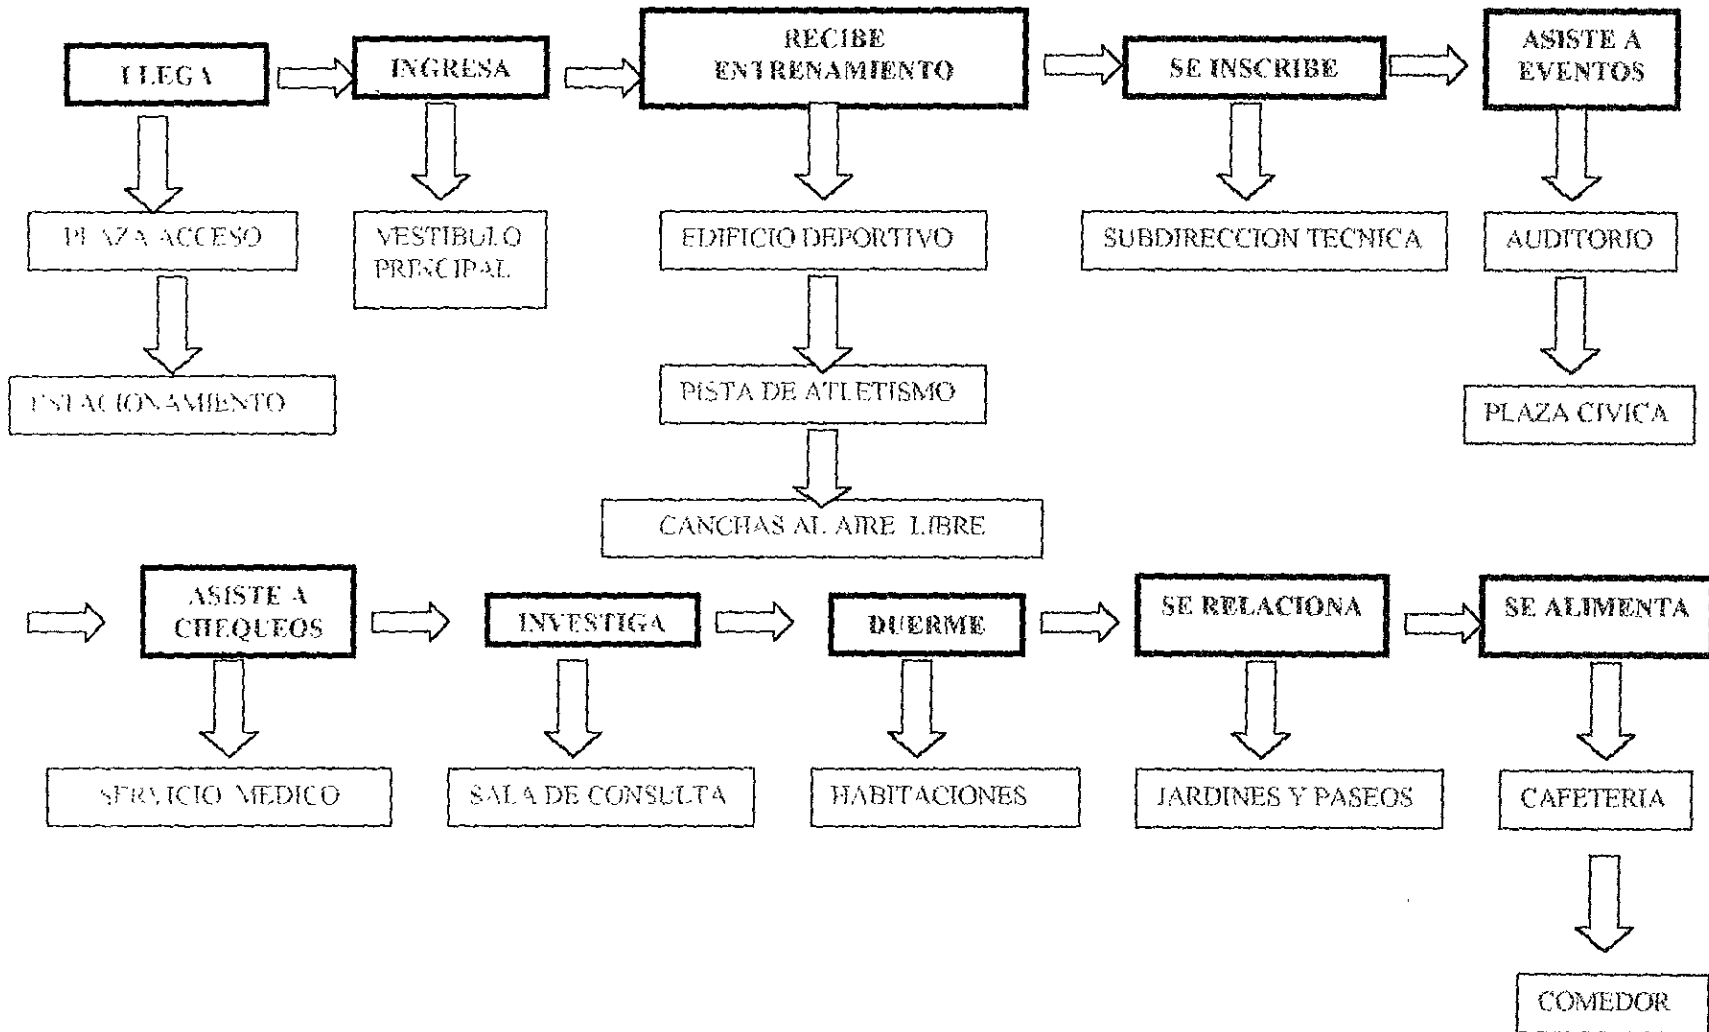 LLEGA
INGRESA
RECIBE
ENTRENAMIENTO
SE INSCRIBE
ASISTE A
EVENTOS
PLAZA ACCESO
VESTIBULO
PRINCIPAL
EDIFICIO DEPORTIVO
SUBDIRECCION TECNICA
AUDITORIO
ESTACIONAMIENTO
PISTA DE ATLETISMO
PLAZA CIVICA
CANCHAS AL AIRE LIBRE
ASISTE A
CHEQUEOS
INVESTIGA
DUERME
SE RELACIONA
SE ALIMENTA
SERVICIO MEDICO
SALA DE CONSULTA
HABITACIONES
JARDINES Y PASEOS
CAFETERIA
COMEDOR